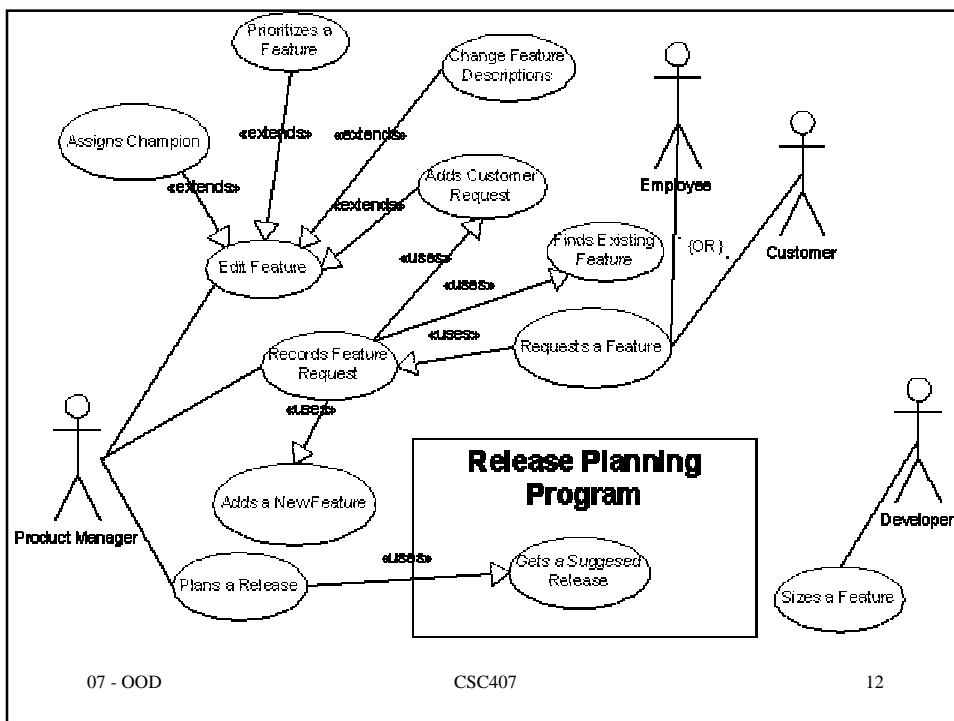 Prioritizes a
Feature
Change Feature
Descriptions
Assigns Champion
«extends»
«extends»
«extends»
«extends»
Adds Customer
Request
Employee
Customer
{OR}
Edit Feature
«uses»
Finds Existing
Feature
«uses»
«uses»
Records Feature
Request
Requests a Feature
«uses»
Release Planning
Program
Adds a New Feature
Product Manager
Developer
«uses»
Plans a Release
Gets a Suggesed
Release
Sizes a Feature
07 - OOD
CSC407
12